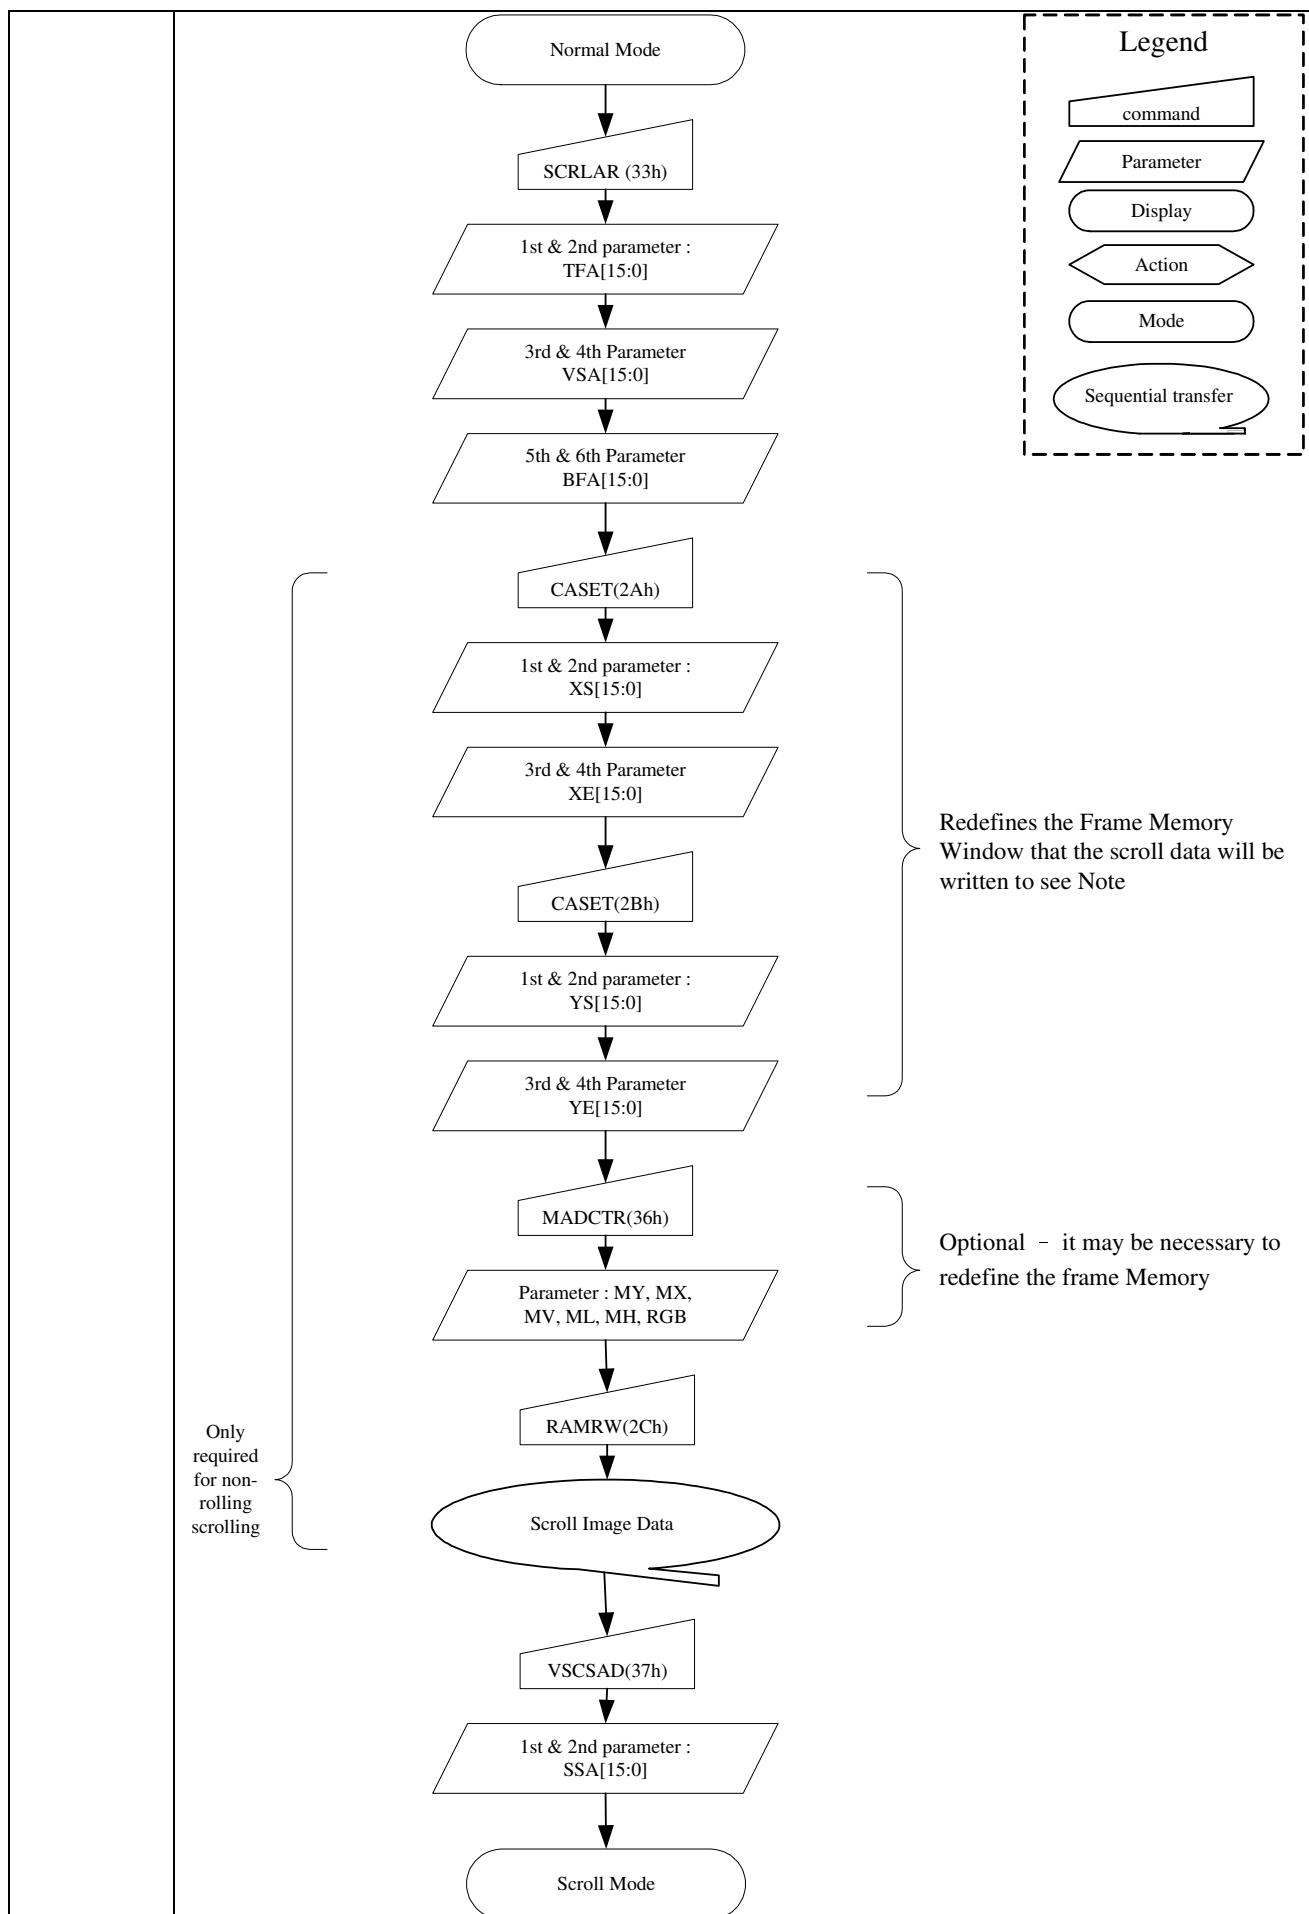 Normal Mode
SCRLAR (33h)
1st & 2nd parameter :
TFA[15:0]
3rd & 4th Parameter
VSA[15:0]
5th & 6th Parameter
BFA[15:0]
CASET(2Ah)
1st & 2nd parameter :
XS[15:0]
3rd & 4th Parameter
XE[15:0]
CASET(2Bh)
1st & 2nd parameter :
YS[15:0]
3rd & 4th Parameter
YE[15:0]
MADCTR(36h)
Parameter : MY, MX,
MV, ML, MH, RGB
RAMRW(2Ch)
Scroll Image Data
VSCSAD(37h)
1st & 2nd parameter :
SSA[15:0]
Scroll Mode
Only
required
for non-
rolling
scrolling
Redefines the Frame Memory
Window that the scroll data will be
written to see Note
Optional – it may be necessary to
redefine the frame Memory
Legend
command
Parameter
Display
Action
Mode
Sequential transfer